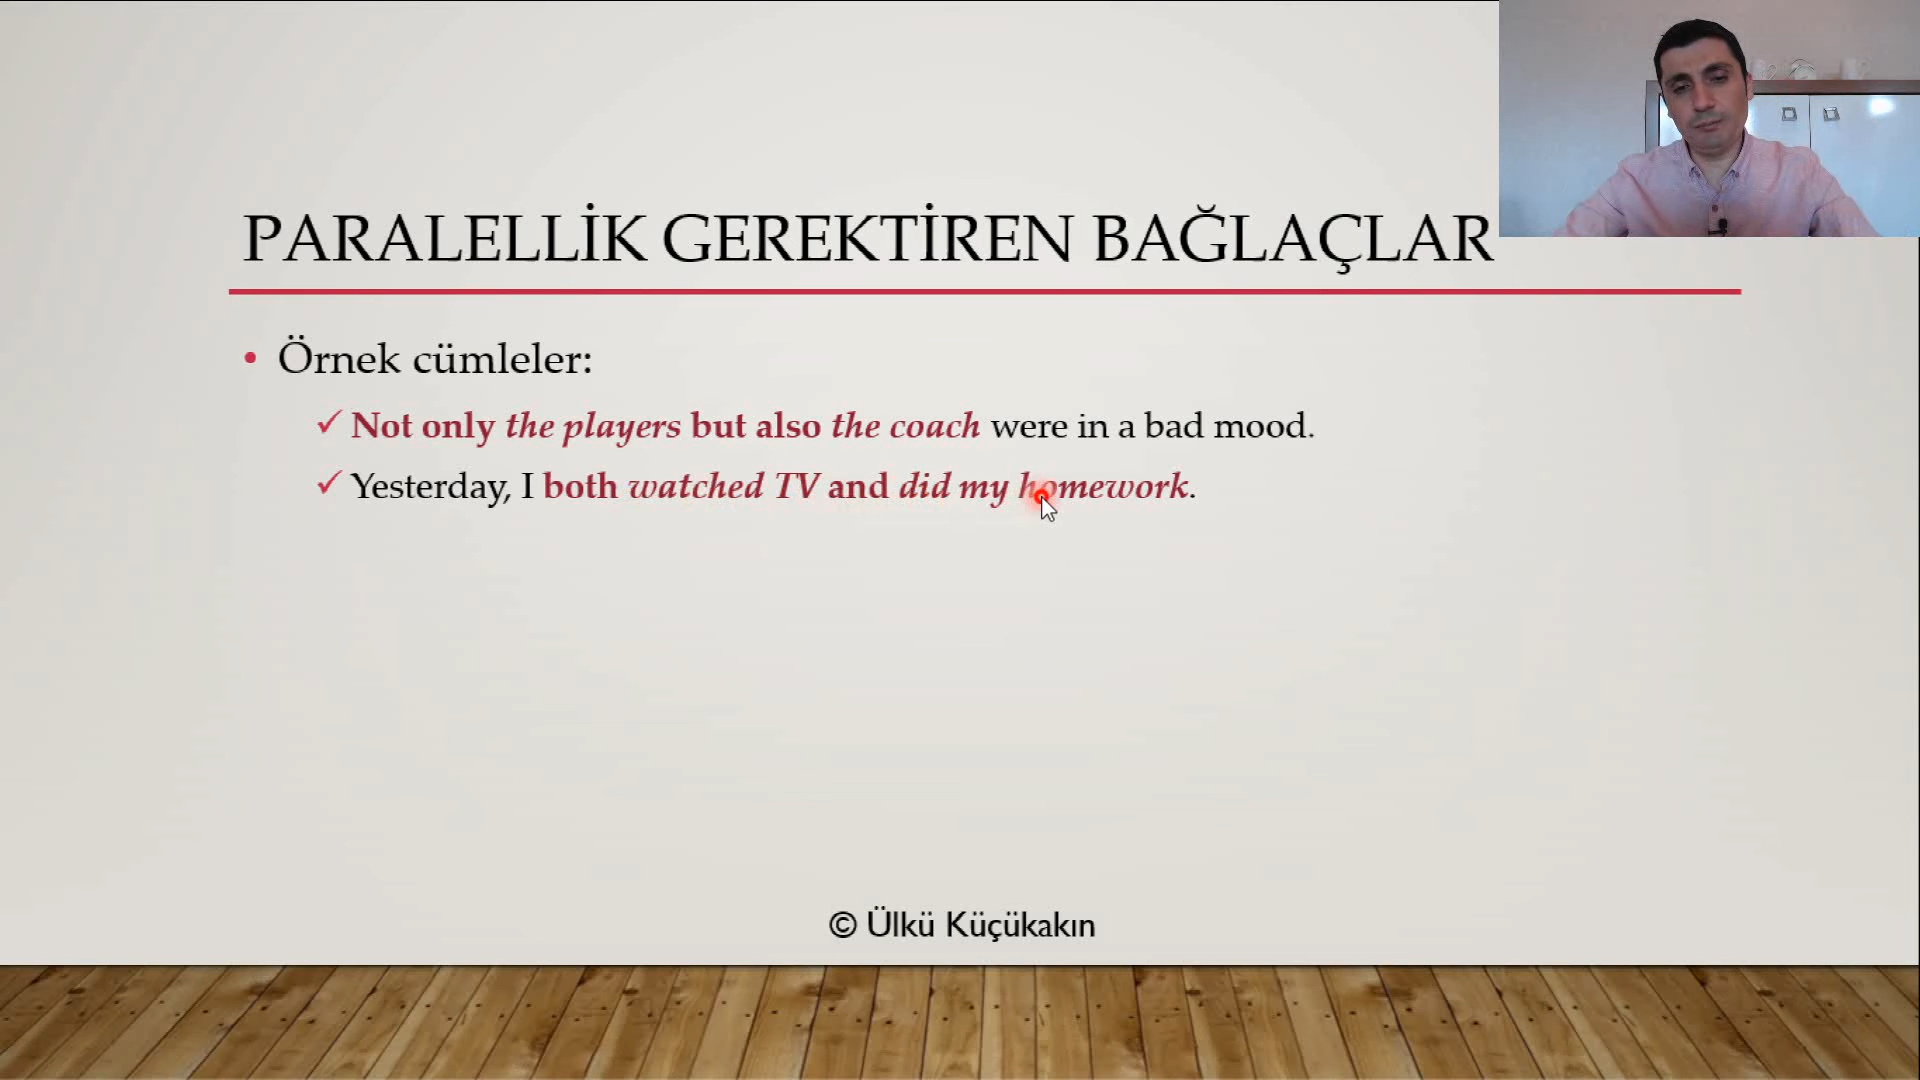 PARALELLİK GEREKTİREN BAĞLAÇLAR
• Örnek cümleler:
✓ Not only the players but also the coach were in a bad mood.
✓ Yesterday, I both watched TV and did my homework.
© Ülkü Küçükakın